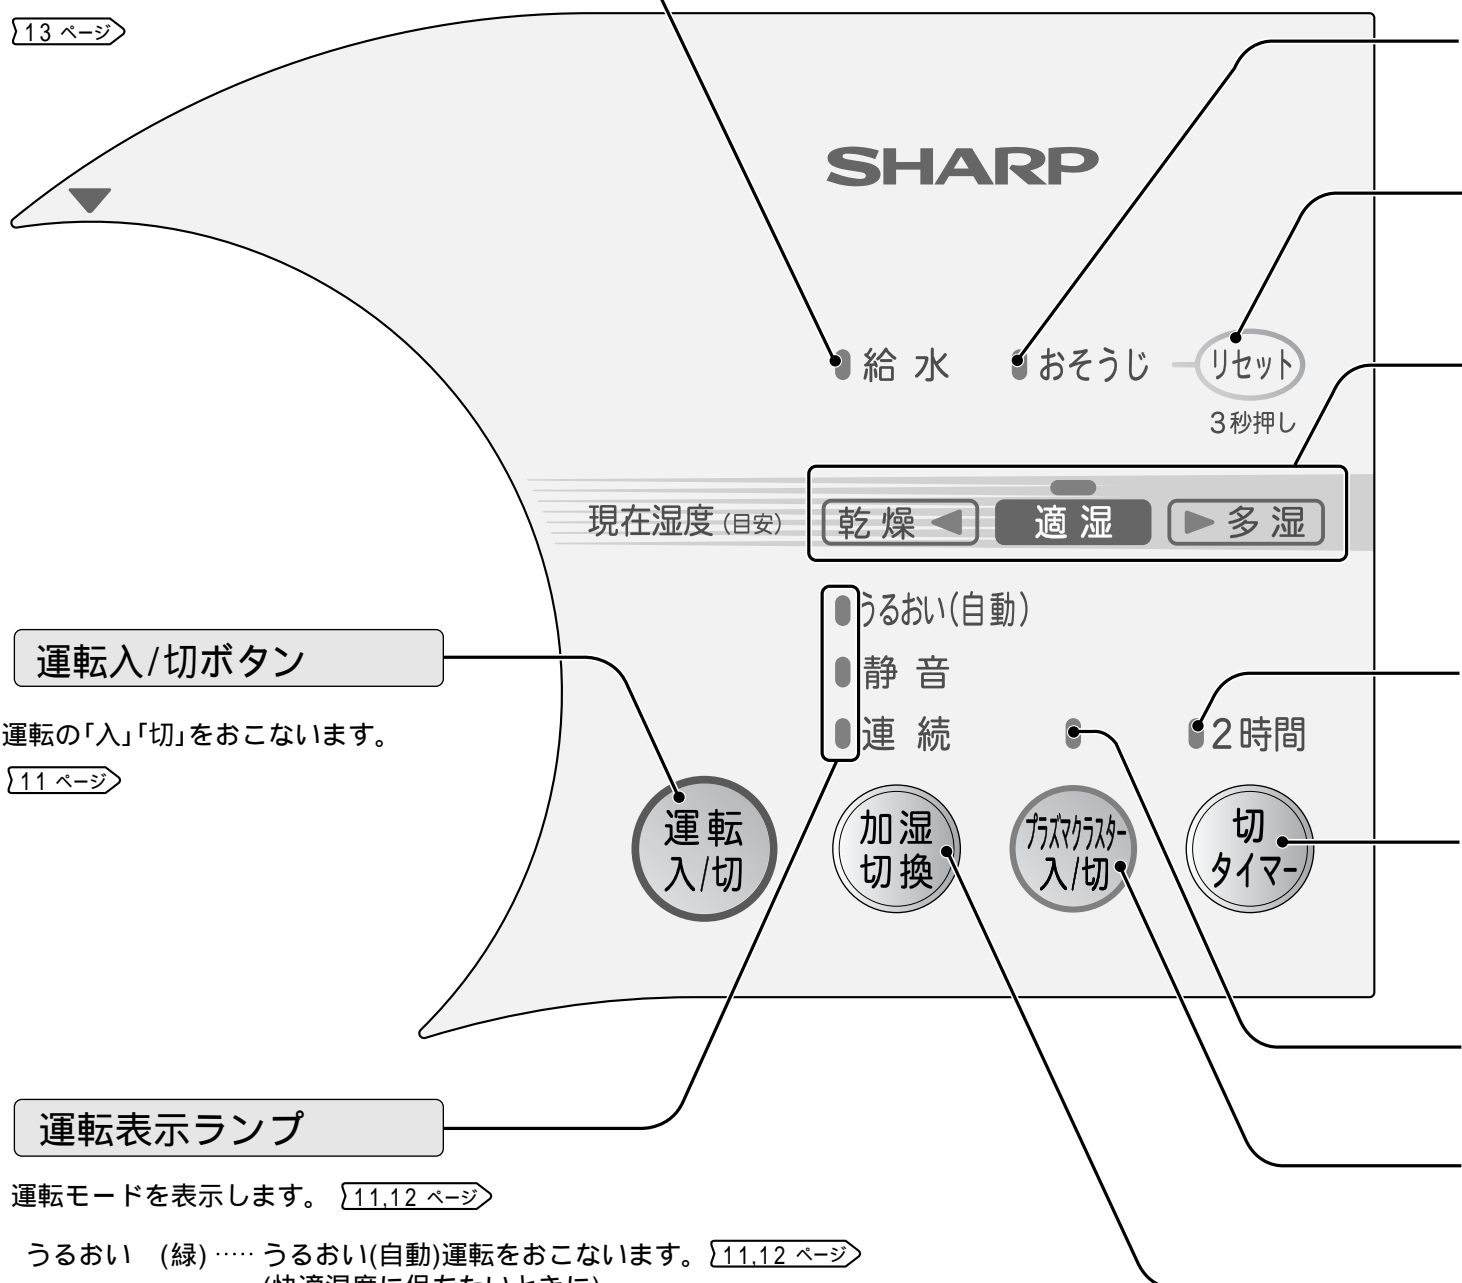 13 ページ
SHARP
給水 おそうじ リセット
3秒押し
現在湿度(目安) 乾燥 適湿 多湿
うるおい(自動)
静音
連続 2時間
運転入/切ボタン
運転の「入」「切」をおこないます。
11 ページ
運転
入/切
加湿
切換
プラズマクラスター
入/切
切
タイマー
運転表示ランプ
運転モードを表示します。 11,12 ページ
うるおい (緑) ····· うるおい(自動)運転をおこないます。 11,12 ページ